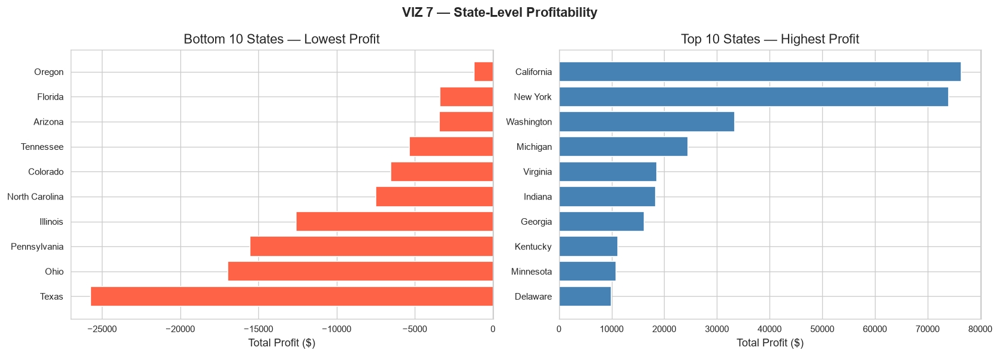 VIZ 7 — State-Level Profitability
Bottom 10 States — Lowest Profit
Oregon
Florida
Arizona
Tennessee
Colorado
North Carolina
Illinois
Pennsylvania
Ohio
Texas
−25000 −20000 −15000 −10000 −5000 0
Total Profit ($)
Top 10 States — Highest Profit
California
New York
Washington
Michigan
Virginia
Indiana
Georgia
Kentucky
Minnesota
Delaware
0 10000 20000 30000 40000 50000 60000 70000 80000
Total Profit ($)